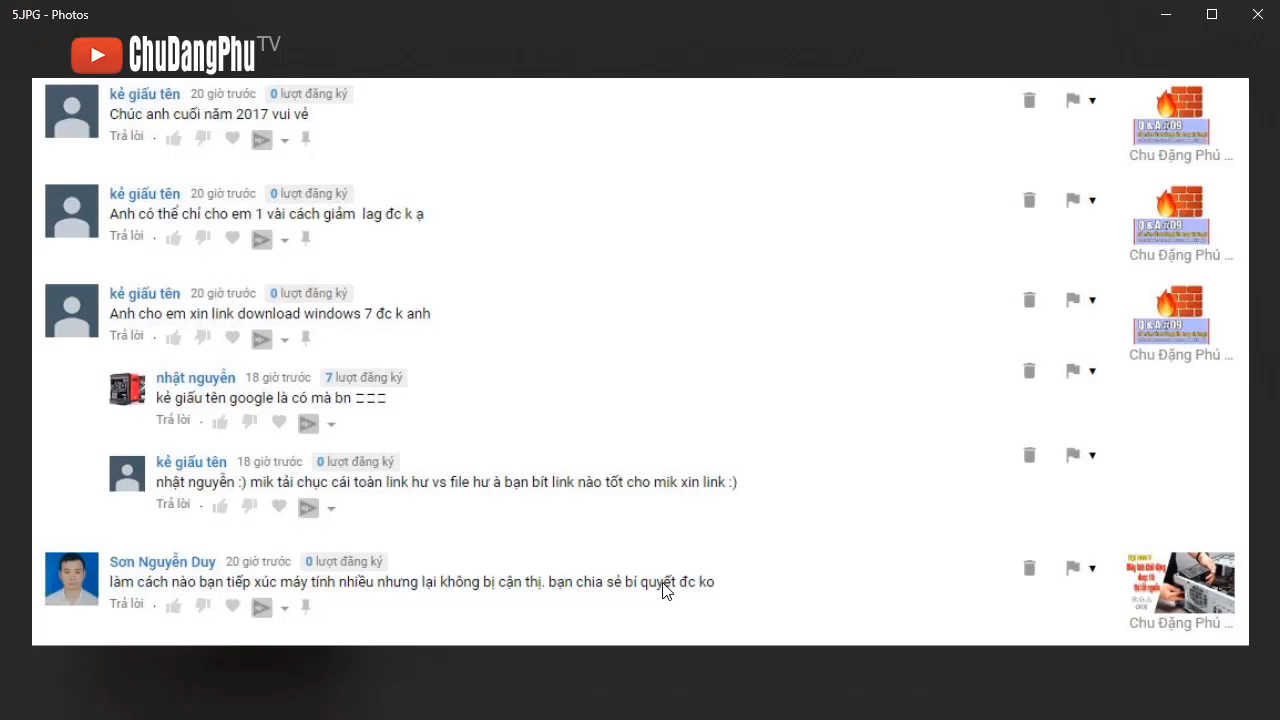 5.JPG - Photos
ChuDangPhu TV
kẻ giấu tên 20 giờ trước 0 lượt đăng ký
Chúc anh cuối năm 2017 vui vẻ
Trả lời .
Q & A #09
Chu Đặng Phú ...
kẻ giấu tên 20 giờ trước 0 lượt đăng ký
Anh có thể chỉ cho em 1 vài cách giảm lag đc k ạ
Trả lời .
Q & A #09
Chu Đặng Phú ...
kẻ giấu tên 20 giờ trước 0 lượt đăng ký
Anh cho em xin link download windows 7 đc k anh
Trả lời .
Q & A #09
Chu Đặng Phú ...
nhật nguyễn 18 giờ trước 7 lượt đăng ký
kẻ giấu tên google là có mà bn =))
Trả lời .
kẻ giấu tên 18 giờ trước 0 lượt đăng ký
nhật nguyễn :) mik tải chục cái toàn link hư vs file hư à bạn bít link nào tốt cho mik xin link :)
Trả lời .
Sơn Nguyễn Duy 20 giờ trước 0 lượt đăng ký
làm cách nào bạn tiếp xúc máy tính nhiều nhưng lại không bị cận thị. bạn chia sẻ bí quyết đc ko
Trả lời .
Chu Đặng Phú ...